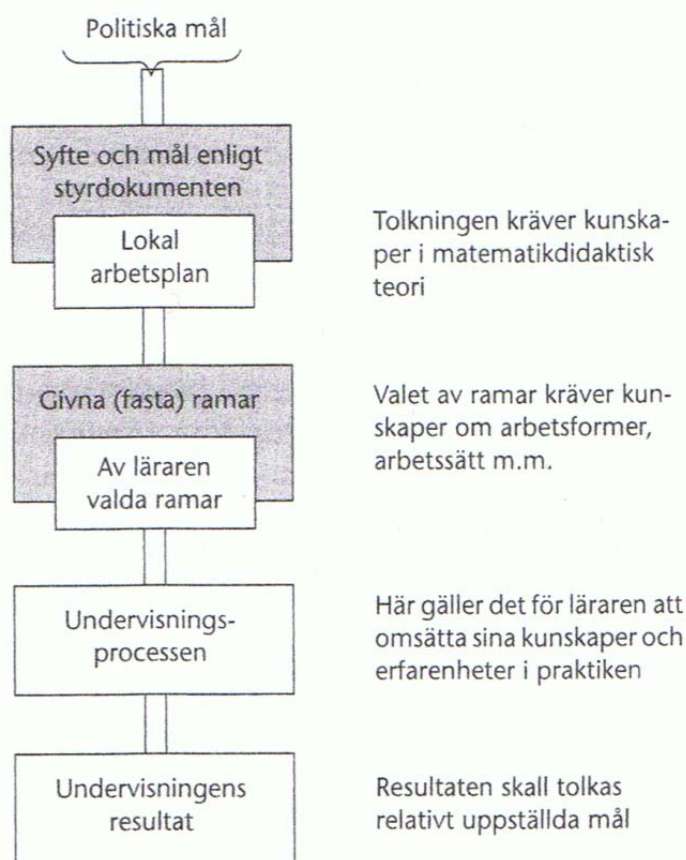 Politiska mål
Syfte och mål enligt
styrdokumenten
Lokal
arbetsplan
Tolkningen kräver kunska-
per i matematikdidaktisk
teori
Givna (fasta) ramar
Av läraren
valda ramar
Valet av ramar kräver kun-
skaper om arbetsformer,
arbetssätt m.m.
Undervisnings-
processen
Här gäller det för läraren att
omsätta sina kunskaper och
erfarenheter i praktiken
Undervisningens
resultat
Resultaten skall tolkas
relativt uppställda mål